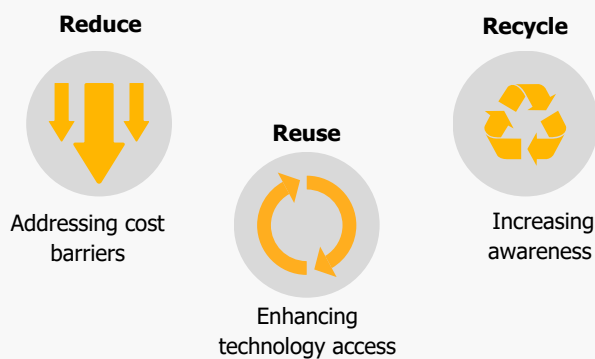 Reduce
Addressing cost
barriers
Reuse
Enhancing
technology access
Recycle
Increasing
awareness